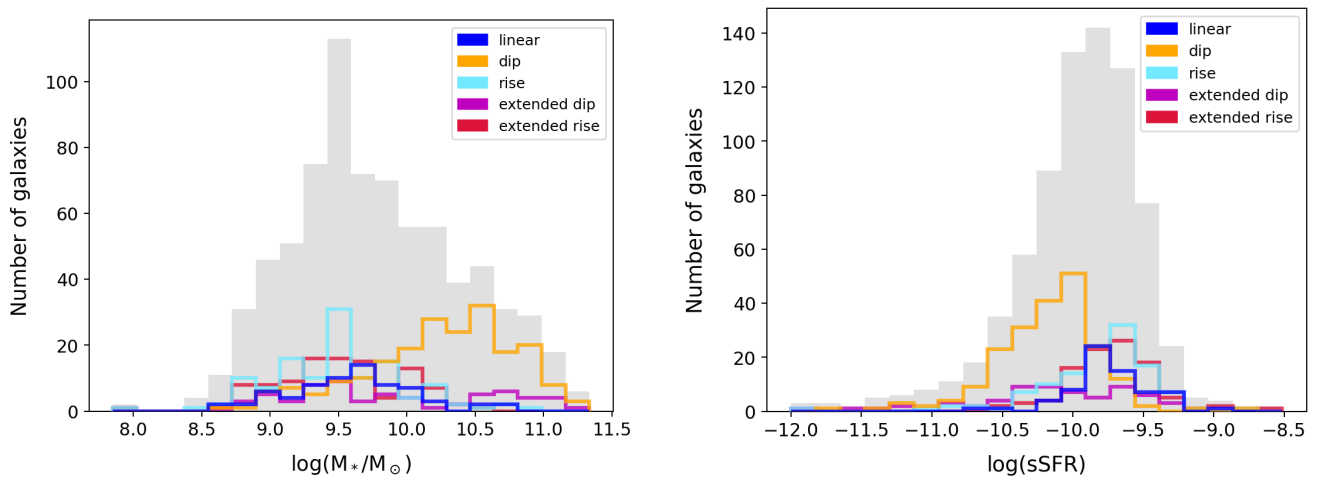 linear
dip
rise
extended dip
extended rise
Number of galaxies
100
80
60
40
20
0
8.0 8.5 9.0 9.5 10.0 10.5 11.0 11.5
log(M*/M⊙)
linear
dip
rise
extended dip
extended rise
Number of galaxies
140
120
100
80
60
40
20
0
−12.0 −11.5 −11.0 −10.5 −10.0 −9.5 −9.0 −8.5
log(sSFR)